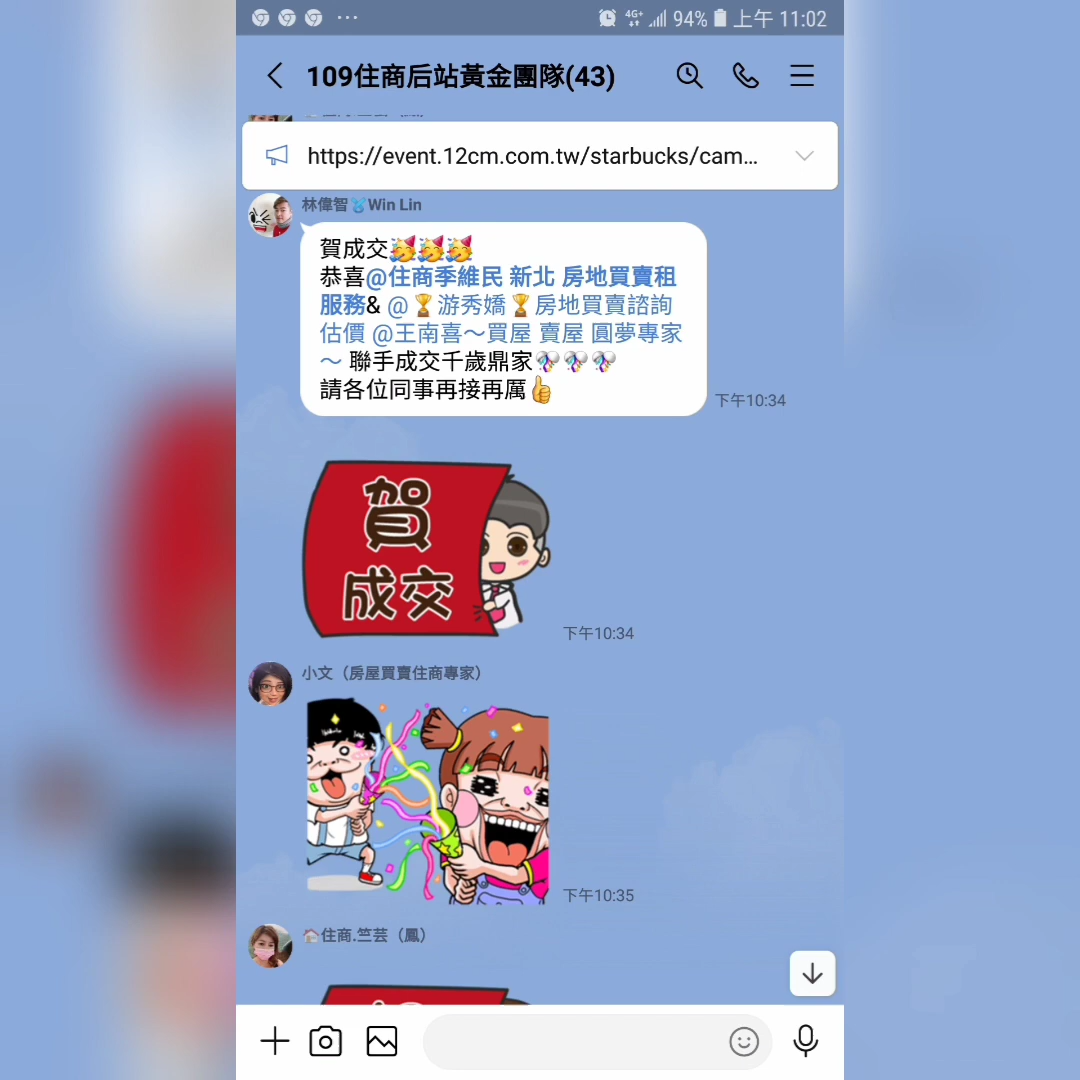 4G+ 94% 上午 11:02
109住商后站黃金團隊(43)
https://event.12cm.com.tw/starbucks/cam...
林偉智🥇Win Lin
賀成交🥳🥳🥳
恭喜@住商季維民 新北 房地買賣租
服務& @🏆游秀嬌🏆房地買賣諮詢
估價 @王南喜～買屋 賣屋 圓夢專家
～ 聯手成交千歲鼎家🎊🎊🎊
請各位同事再接再厲👍
下午10:34
賀
成交
下午10:34
小文（房屋買賣住商專家）
下午10:35
🏠住商.竺芸（鳳）